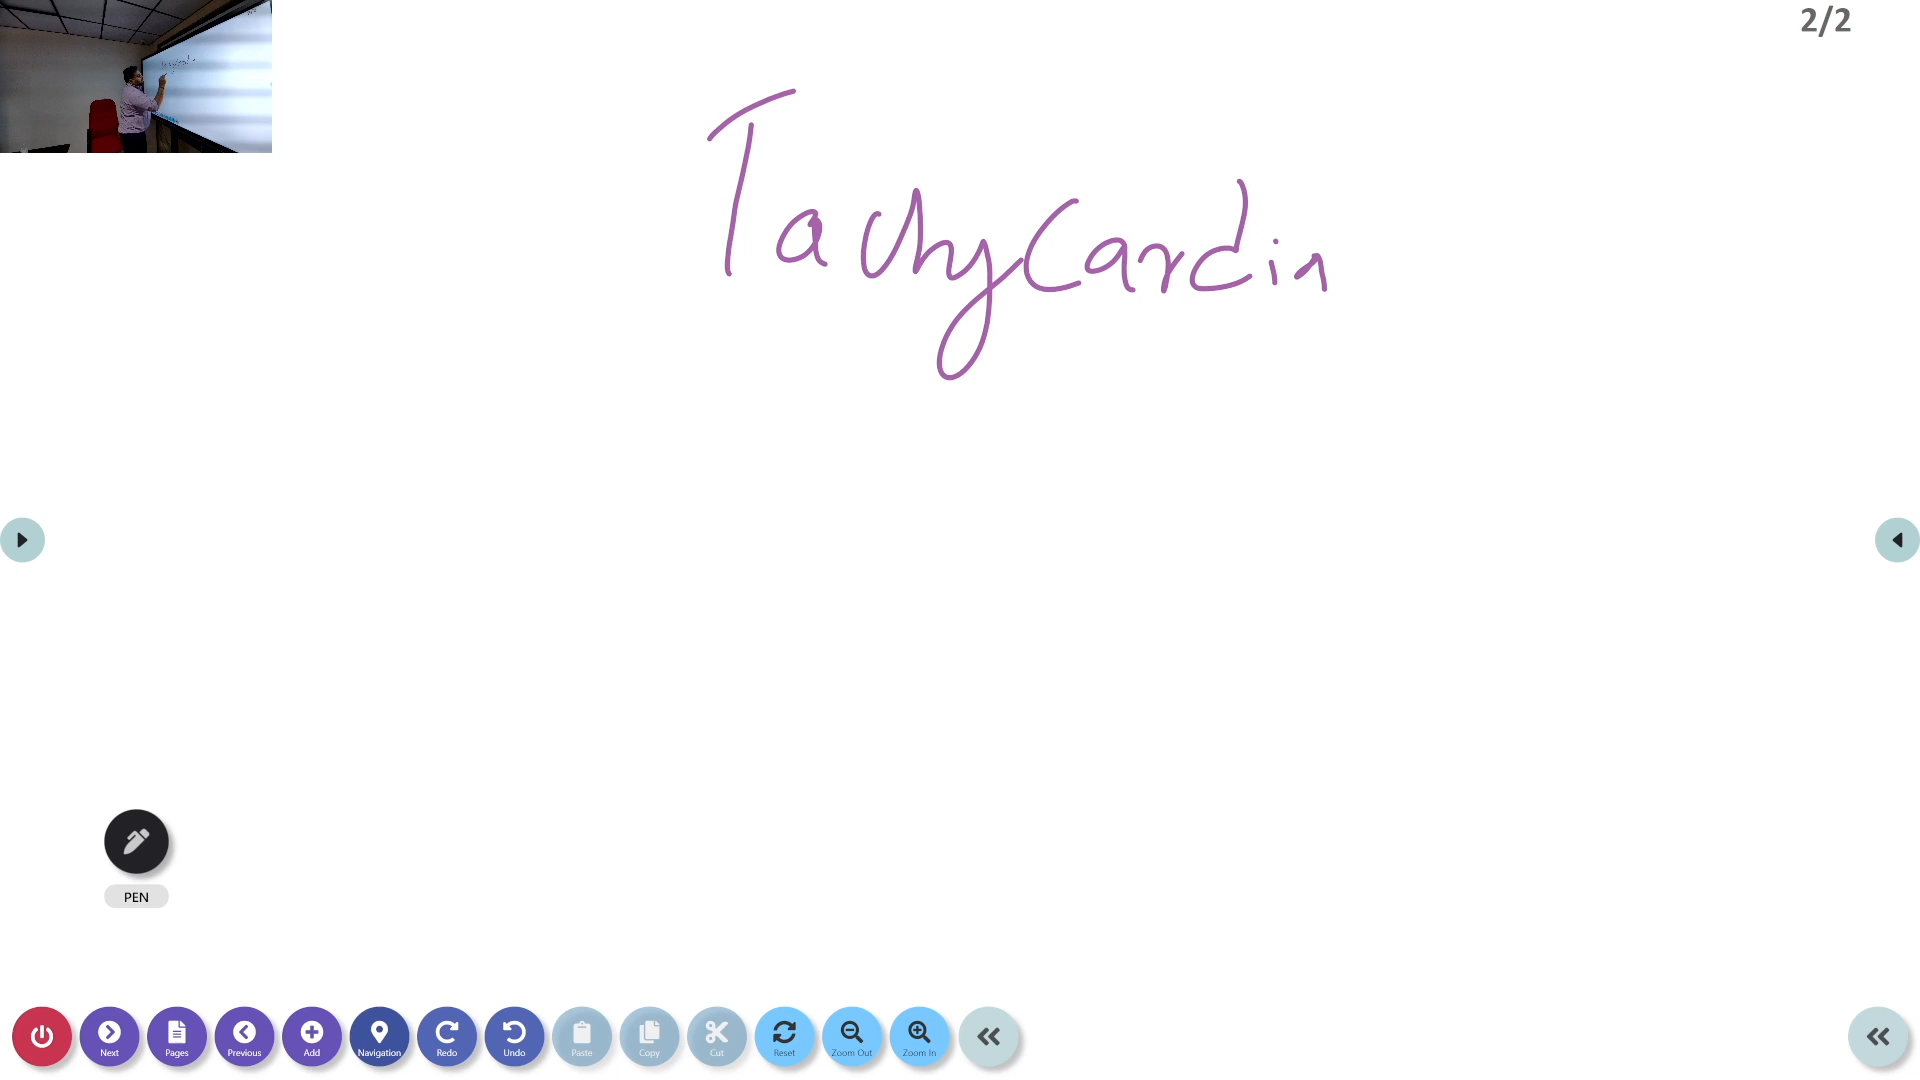 2/2
Tachycardia
PEN
Next
Pages
Previous
Add
Navigation
Redo
Undo
Paste
Copy
Cut
Reset
Zoom Out
Zoom In